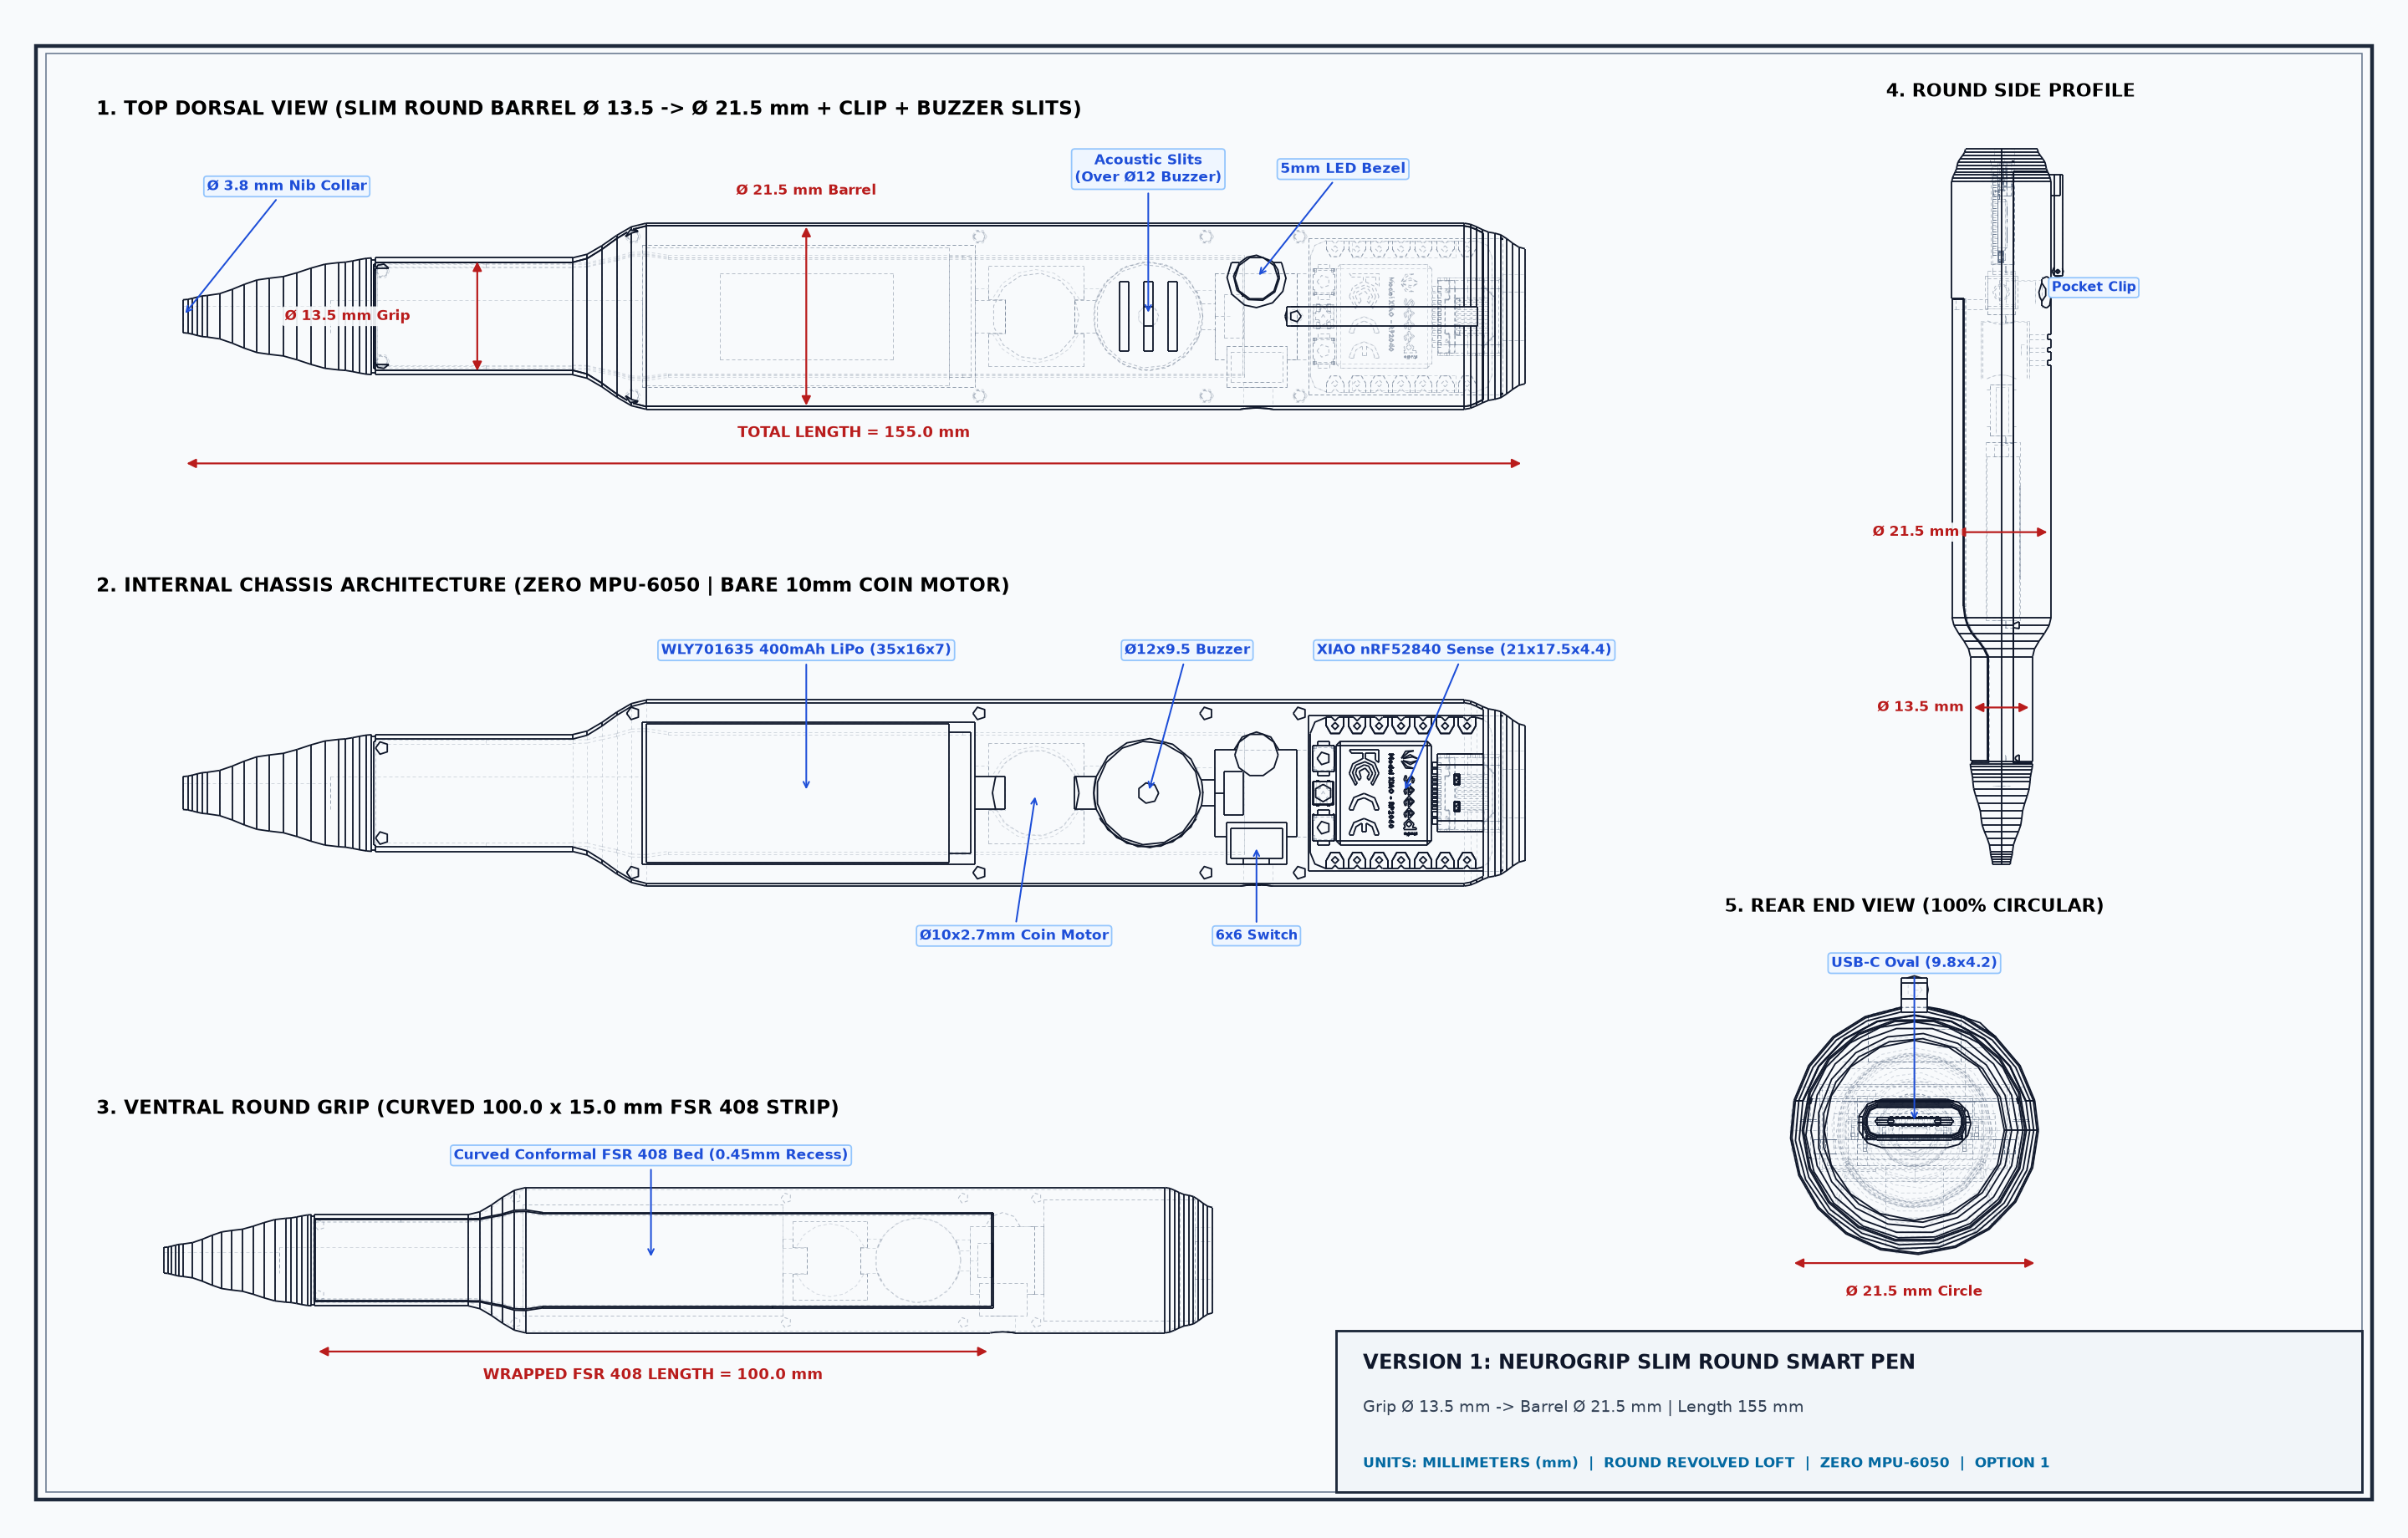 1. TOP DORSAL VIEW (SLIM ROUND BARREL Ø 13.5 -> Ø 21.5 mm + CLIP + BUZZER SLITS)
Ø 3.8 mm Nib Collar
Ø 21.5 mm Barrel
Acoustic Slits
(Over Ø12 Buzzer)
5mm LED Bezel
Ø 13.5 mm Grip
TOTAL LENGTH = 155.0 mm
2. INTERNAL CHASSIS ARCHITECTURE (ZERO MPU-6050 | BARE 10mm COIN MOTOR)
WLY701635 400mAh LiPo (35x16x7)
Ø12x9.5 Buzzer
XIAO nRF52840 Sense (21x17.5x4.4)
seeed
Model XIAO - RP2040
FC CE
Ø10x2.7mm Coin Motor
6x6 Switch
3. VENTRAL ROUND GRIP (CURVED 100.0 x 15.0 mm FSR 408 STRIP)
Curved Conformal FSR 408 Bed (0.45mm Recess)
WRAPPED FSR 408 LENGTH = 100.0 mm
4. ROUND SIDE PROFILE
Pocket Clip
Ø 21.5 mm
Ø 13.5 mm
5. REAR END VIEW (100% CIRCULAR)
USB-C Oval (9.8x4.2)
Ø 21.5 mm Circle
VERSION 1: NEUROGRIP SLIM ROUND SMART PEN
Grip Ø 13.5 mm -> Barrel Ø 21.5 mm | Length 155 mm
UNITS: MILLIMETERS (mm) | ROUND REVOLVED LOFT | ZERO MPU-6050 | OPTION 1